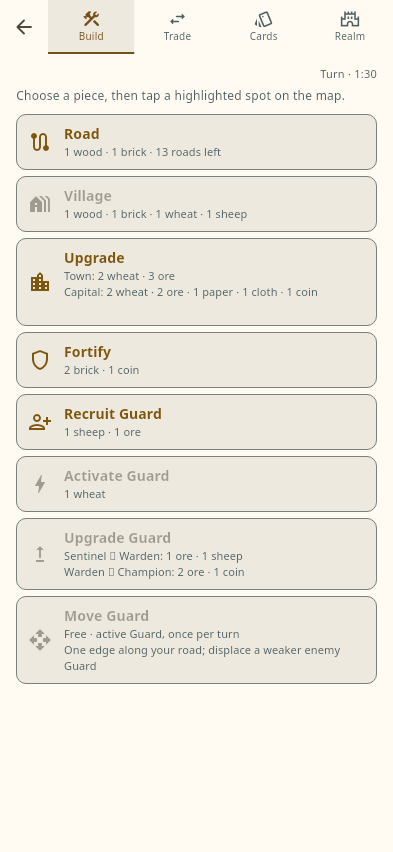 Build
Trade
Cards
Realm
Turn · 1:30
Choose a piece, then tap a highlighted spot on the map.
Road
1 wood · 1 brick · 13 roads left
Village
1 wood · 1 brick · 1 wheat · 1 sheep
Upgrade
Town: 2 wheat · 3 ore
Capital: 2 wheat · 2 ore · 1 paper · 1 cloth · 1 coin
Fortify
2 brick · 1 coin
Recruit Guard
1 sheep · 1 ore
Activate Guard
1 wheat
Upgrade Guard
Sentinel ▯ Warden: 1 ore · 1 sheep
Warden ▯ Champion: 2 ore · 1 coin
Move Guard
Free · active Guard, once per turn
One edge along your road; displace a weaker enemy
Guard